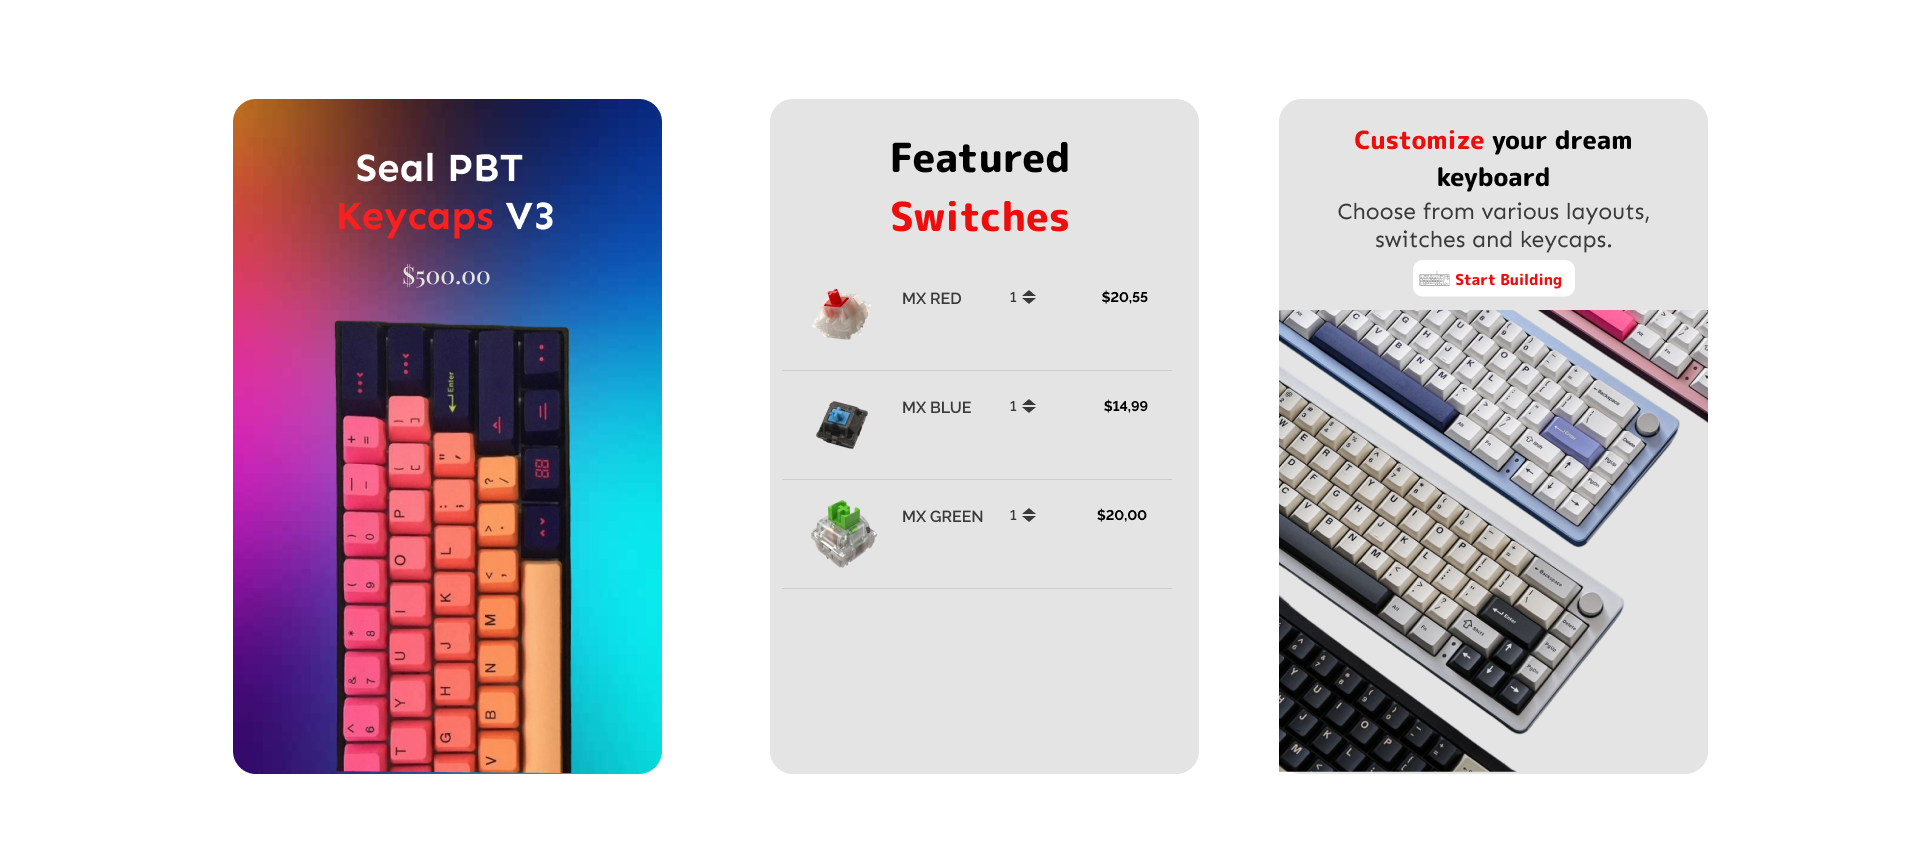 Seal PBT
Keycaps V3
$500.00
Enter
Featured
Switches
MX RED 1 $20,55
MX BLUE 1 $14,99
MX GREEN 1 $20,00
Customize your dream
keyboard
Choose from various layouts,
switches and keycaps.
Start Building